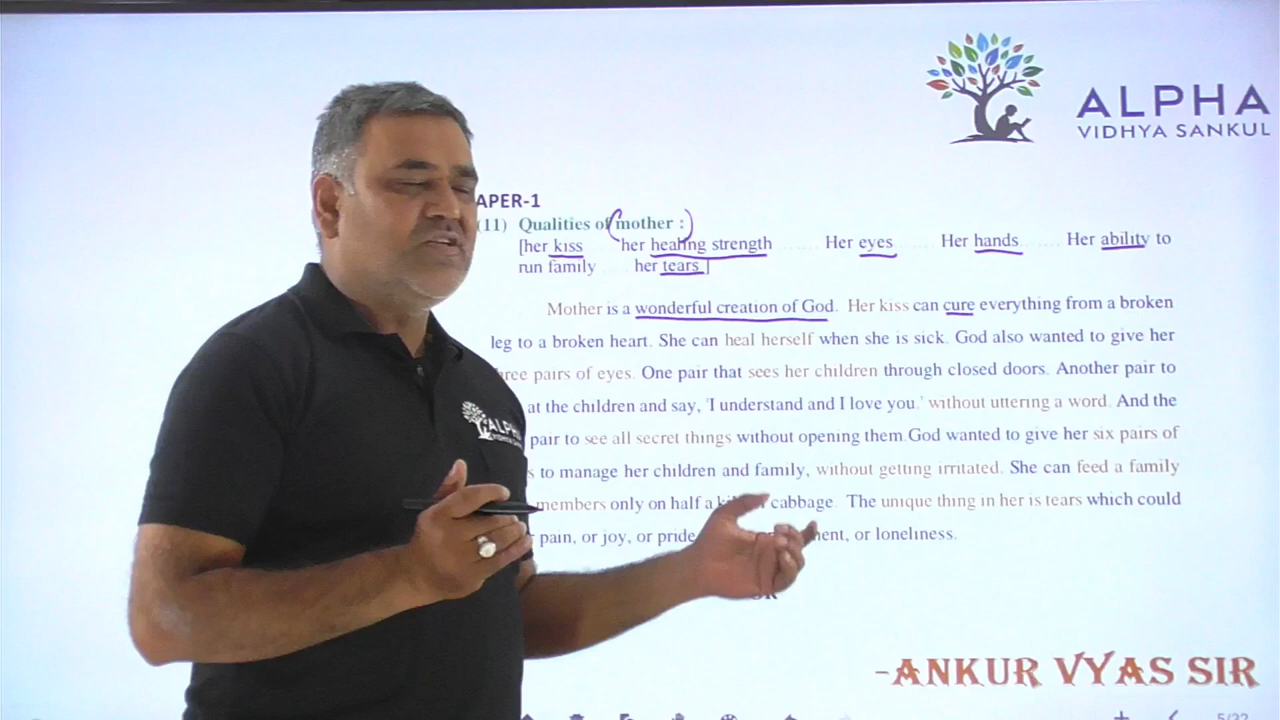 ALPHA
VIDHYA SANKUL
APER-1
(11) Qualities of mother :
[her kiss ...... her healing strength ...... Her eyes ...... Her hands ...... Her ability to
run family ...... her tears ]
Mother is a wonderful creation of God. Her kiss can cure everything from a broken
leg to a broken heart. She can heal herself when she is sick. God also wanted to give her
ree pairs of eyes. One pair that sees her children through closed doors. Another pair to
at the children and say, 'I understand and I love you.' without uttering a word. And the
pair to see all secret things without opening them.God wanted to give her six pairs of
s to manage her children and family, without getting irritated. She can feed a family
members only on half a cabbage. The unique thing in her is tears which could
pain, or joy, or pride or loneliness.
ALPHA
VIDHYA SANKUL
-ANKUR VYAS SIR
5/22